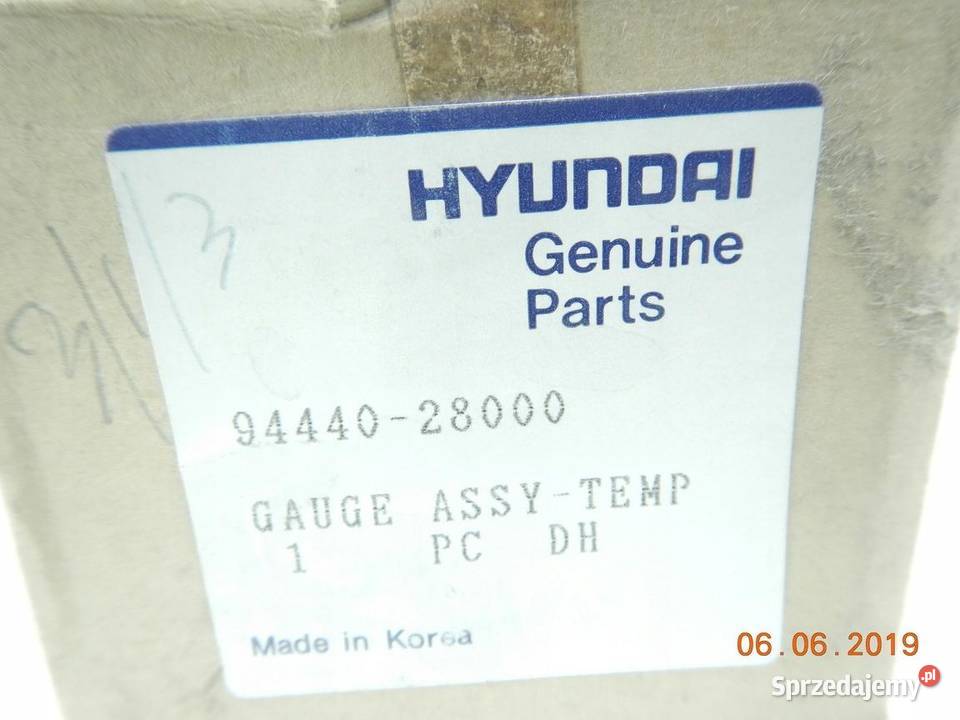 HYUNDAI
Genuine
Parts
94440-28000
GAUGE ASSY-TEMP
1 PC DH
Made in Korea
06.06.2019
Sprzedajemy.pl